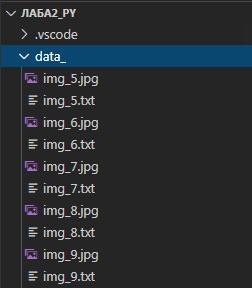 ЛАБА2_PY
.vscode
data_
img_5.jpg
img_5.txt
img_6.jpg
img_6.txt
img_7.jpg
img_7.txt
img_8.jpg
img_8.txt
img_9.jpg
img_9.txt